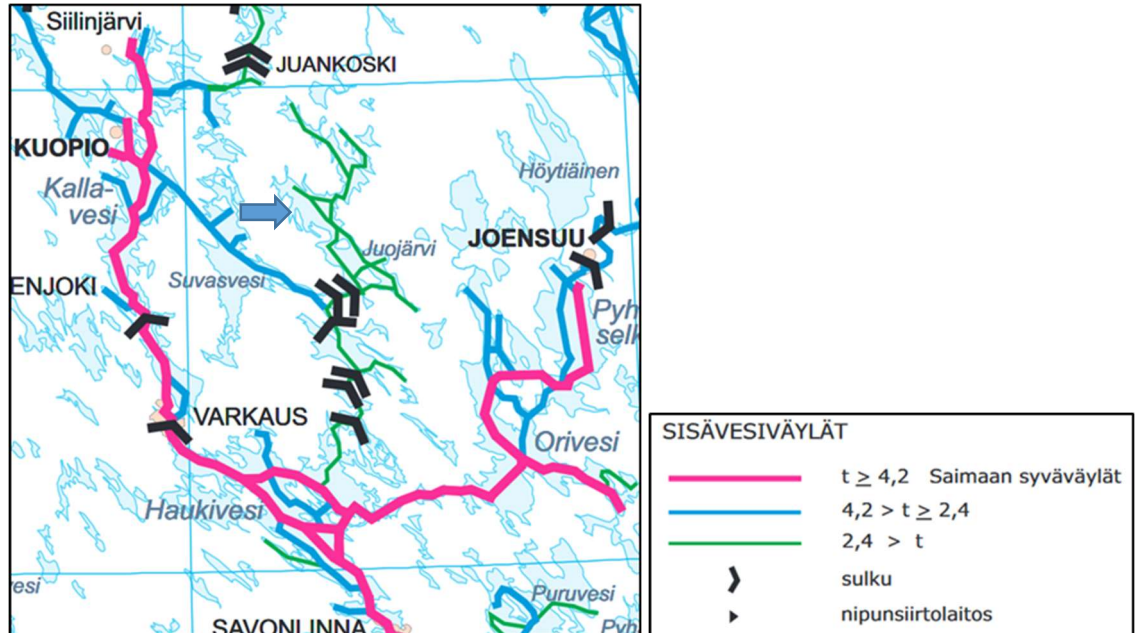 Siilinjärvi
JUANKOSKI
KUOPIO
Kalla-
vesi
Höytiäinen
JOENSUU
Juojärvi
Suvasvesi
ENJOKI
Pyh
selk
VARKAUS
Orivesi
Haukivesi
esi
Puruvesi
SAVONLINNA
Pyh
SISÄVESIVÄYLÄT
t ≥ 4,2 Saimaan syväväylät
4,2 > t ≥ 2,4
2,4 > t
sulku
nipunsiirtolaitos